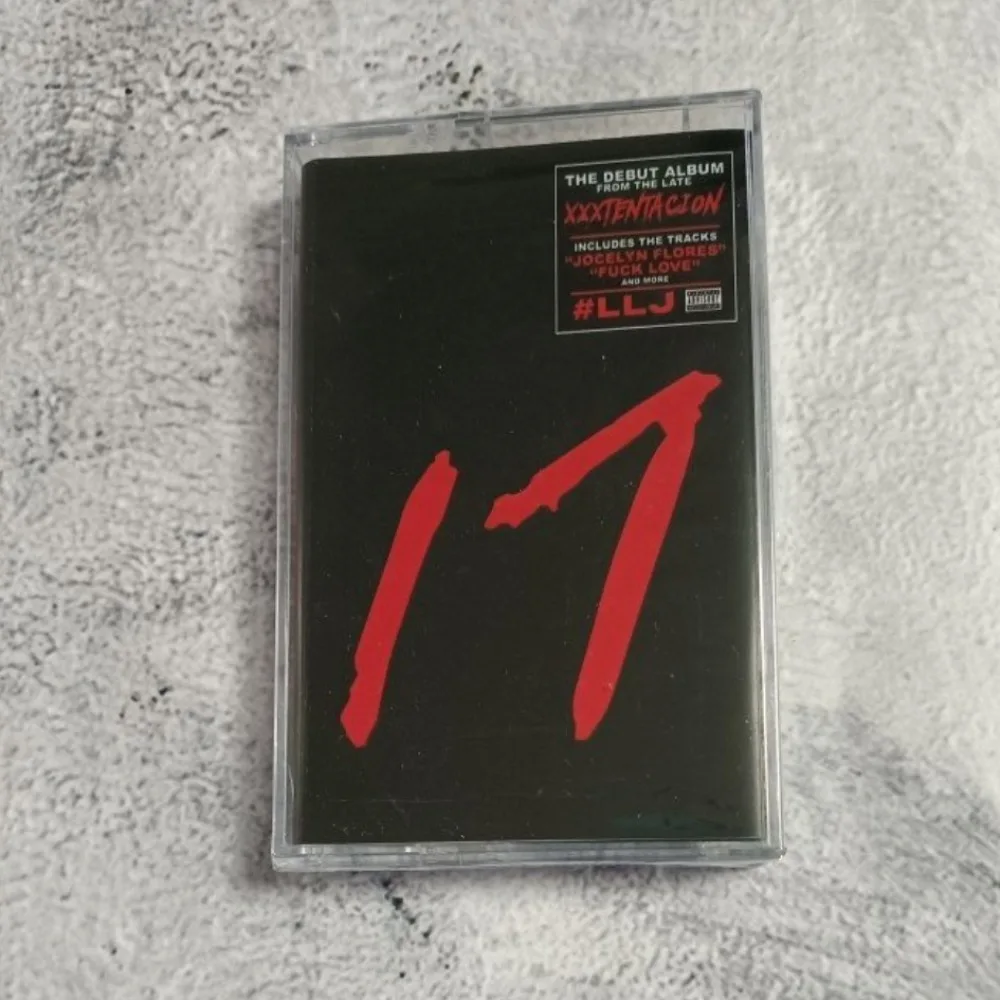 THE DEBUT ALBUM
FROM THE LATE
XXXTENTACION
INCLUDES THE TRACKS
"JOCELYN FLORES"
"FUCK LOVE"
AND MORE
#LLJ
17